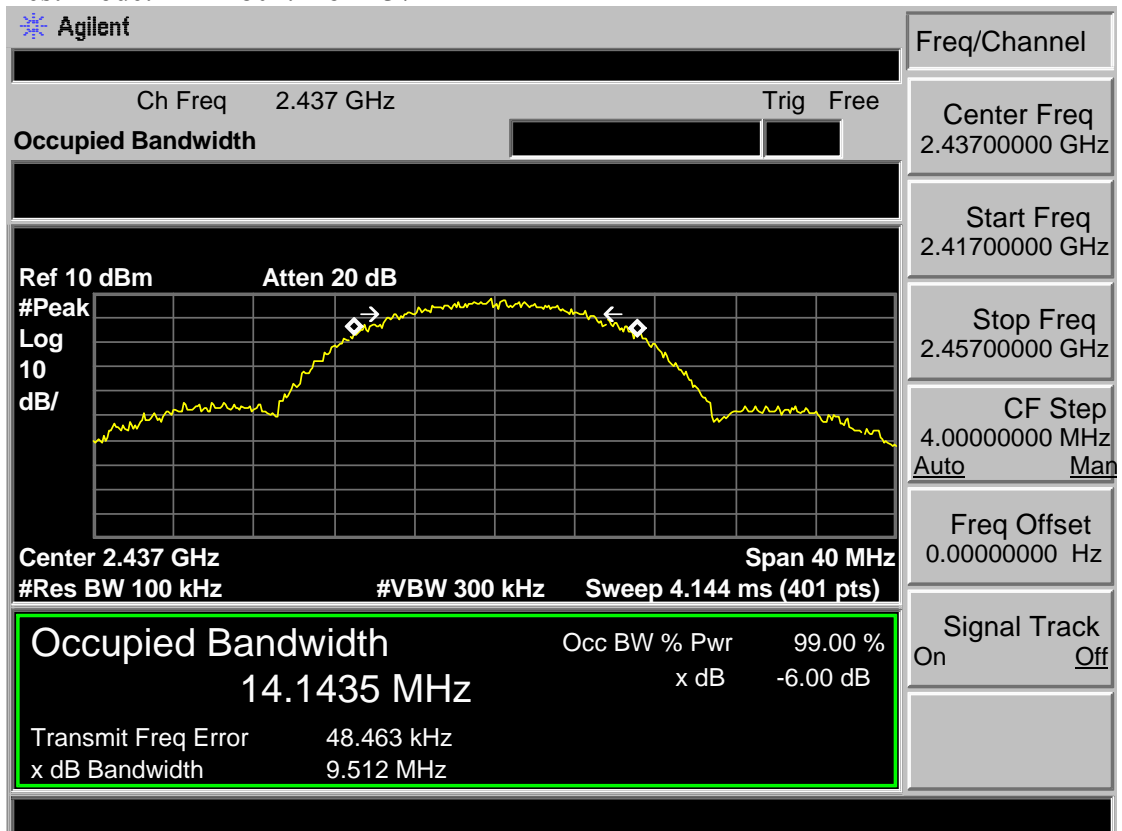 Agilent
Freq/Channel
Ch Freq 2.437 GHz Trig Free
Occupied Bandwidth
Center Freq
2.43700000 GHz
Start Freq
2.41700000 GHz
Stop Freq
2.45700000 GHz
CF Step
4.00000000 MHz
Auto Man
Freq Offset
0.00000000 Hz
Signal Track
On Off
Ref 10 dBm Atten 20 dB
#Peak
Log
10
dB/
Center 2.437 GHz Span 40 MHz
#Res BW 100 kHz #VBW 300 kHz Sweep 4.144 ms (401 pts)
Occupied Bandwidth Occ BW % Pwr 99.00 %
14.1435 MHz x dB -6.00 dB
Transmit Freq Error 48.463 kHz
x dB Bandwidth 9.512 MHz